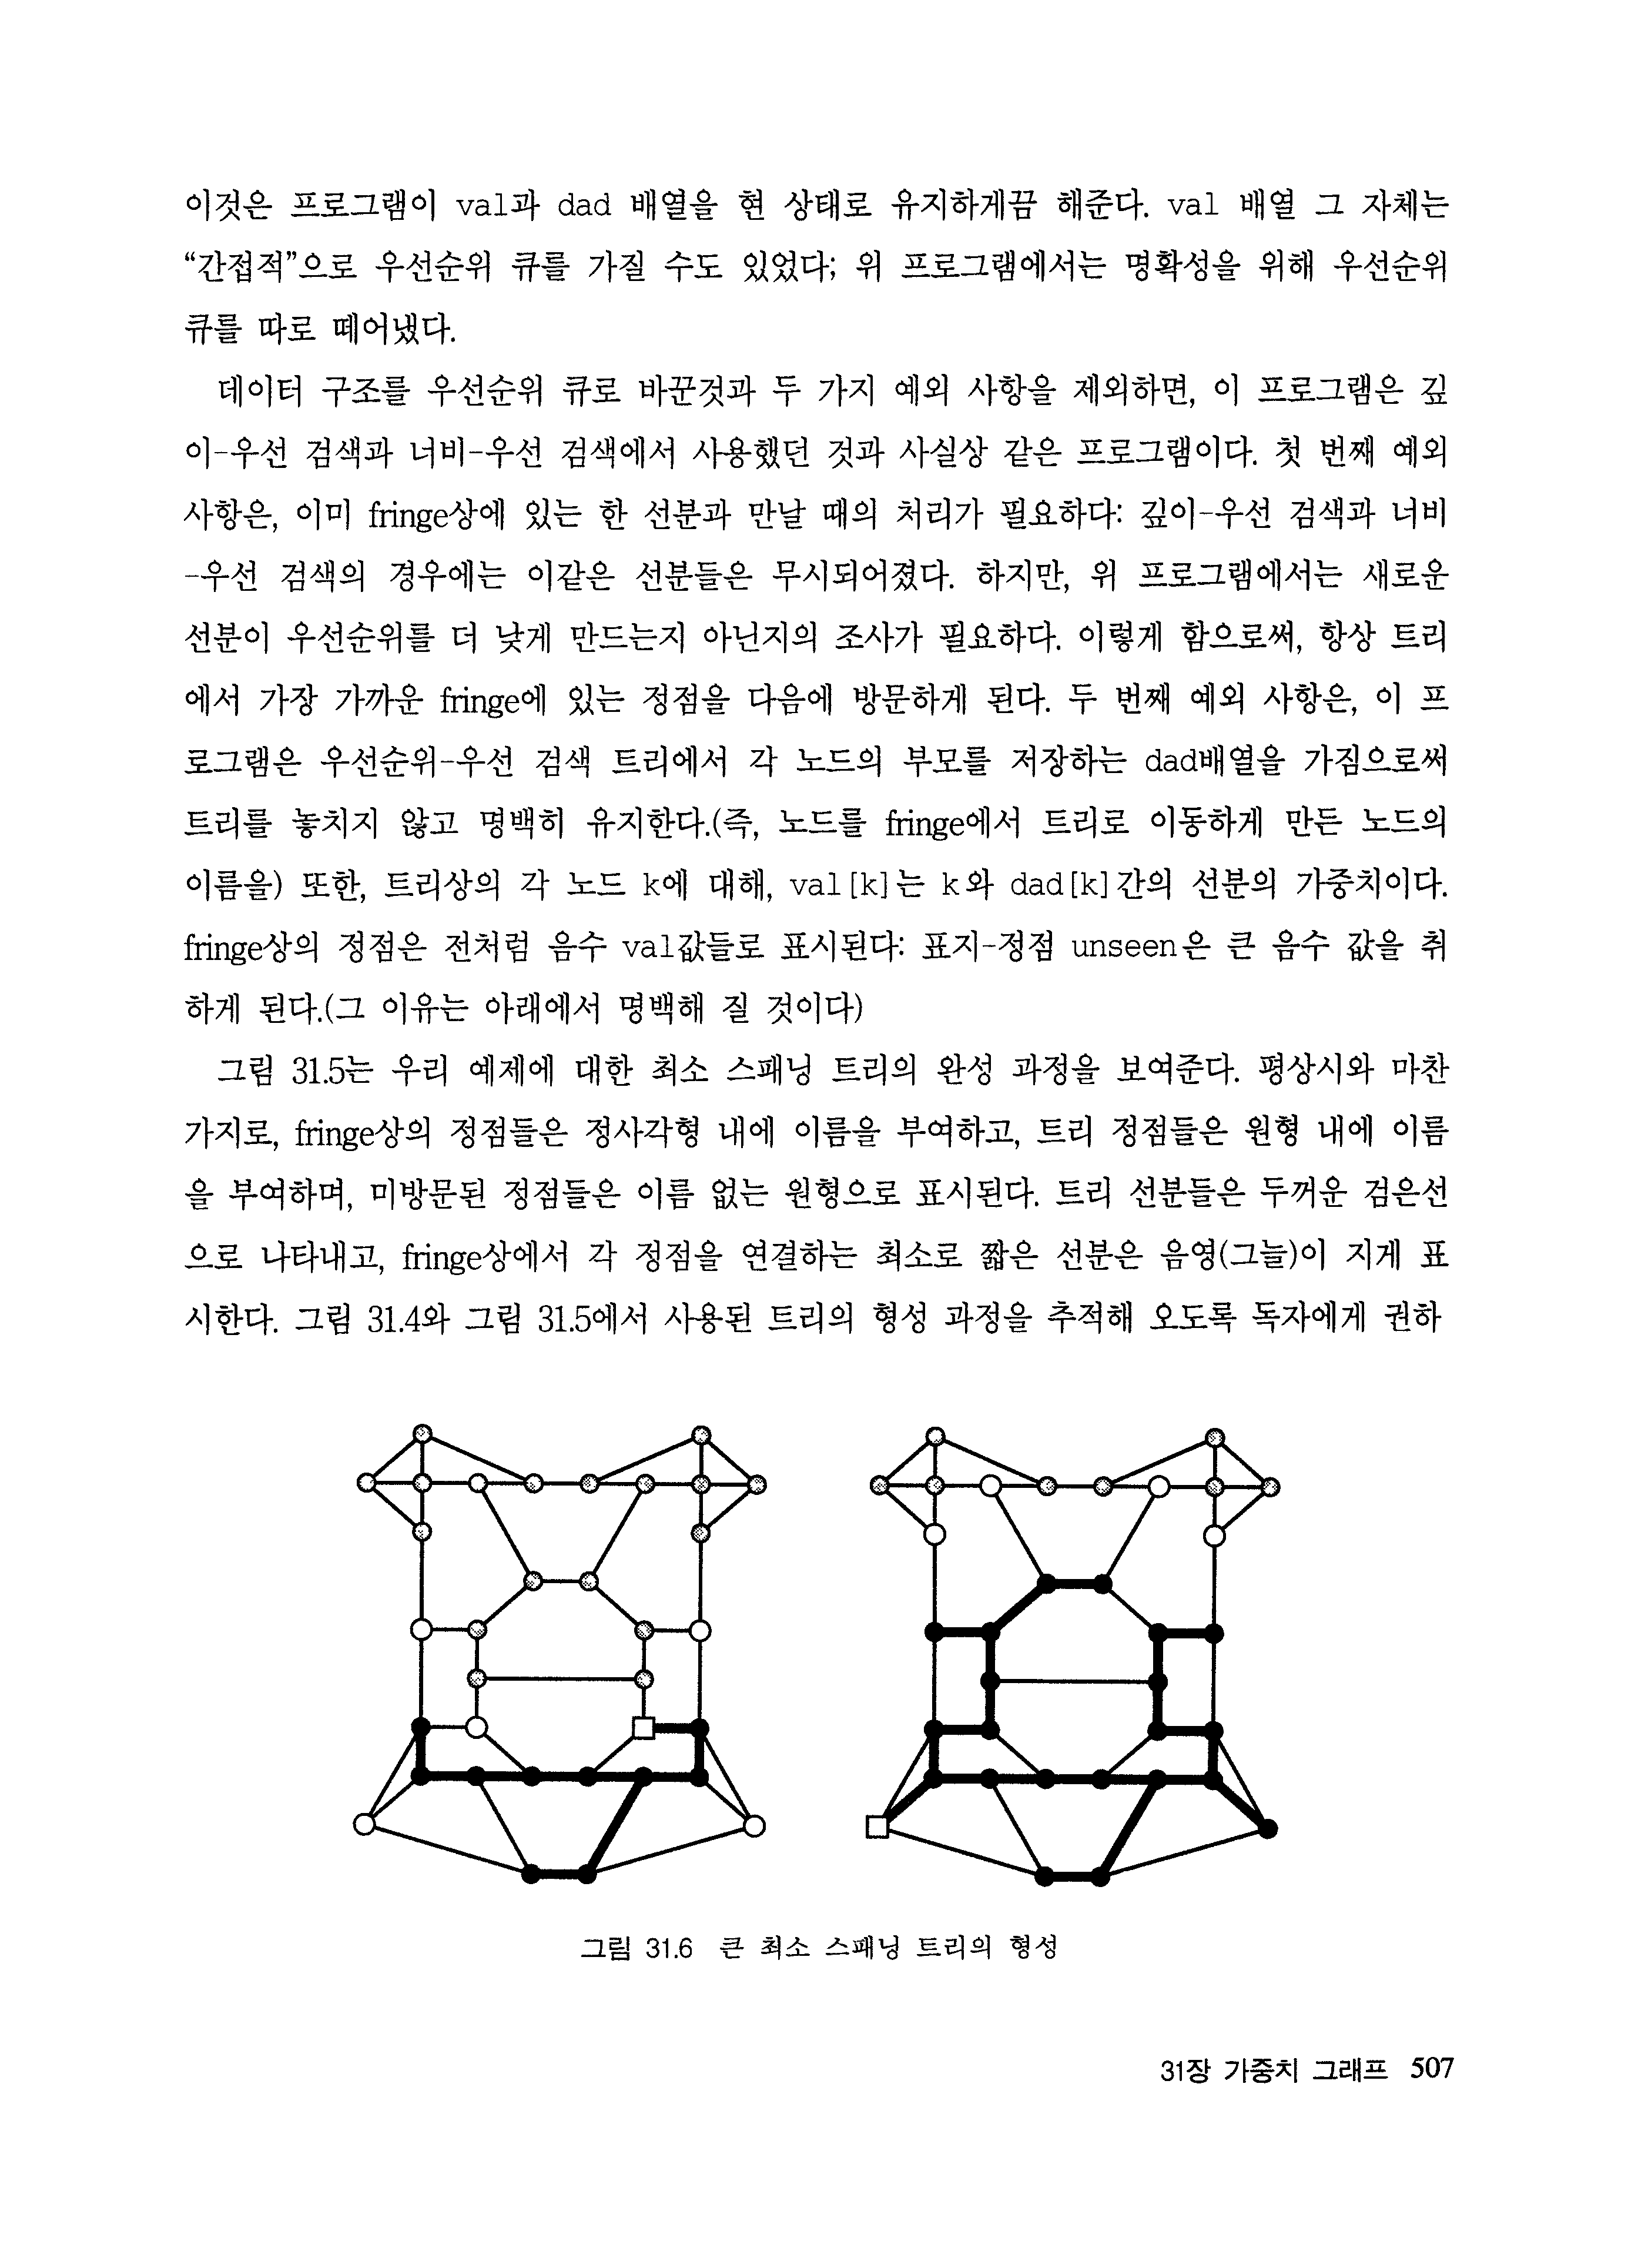 이것은 프로그램이 val과 dad 배열을 현 상태로 유지하게끔 해준다. val 배열 그 자체는
“간접적”으로 우선순위 큐를 가질 수도 있었다; 위 프로그램에서는 명확성을 위해 우선순위
큐를 따로 떼어냈다.
데이터 구조를 우선순위 큐로 바꾼것과 두 가지 예외 사항을 제외하면, 이 프로그램은 깊
이-우선 검색과 너비-우선 검색에서 사용했던 것과 사실상 같은 프로그램이다. 첫 번째 예외
사항은, 이미 fringe상에 있는 한 선분과 만날 때의 처리가 필요하다: 깊이-우선 검색과 너비
-우선 검색의 경우에는 이같은 선분들은 무시되어졌다. 하지만, 위 프로그램에서는 새로운
선분이 우선순위를 더 낮게 만드는지 아닌지의 조사가 필요하다. 이렇게 함으로써, 항상 트리
에서 가장 가까운 fringe에 있는 정점을 다음에 방문하게 된다. 두 번째 예외 사항은, 이 프
로그램은 우선순위-우선 검색 트리에서 각 노드의 부모를 저장하는 dad배열을 가짐으로써
트리를 놓치지 않고 명백히 유지한다.(즉, 노드를 fringe에서 트리로 이동하게 만든 노드의
이름을) 또한, 트리상의 각 노드 k에 대해, val[k]는 k와 dad[k]간의 선분의 가중치이다.
fringe상의 정점은 전처럼 음수 val값들로 표시된다: 표지-정점 unseen은 큰 음수 값을 취
하게 된다.(그 이유는 아래에서 명백해 질 것이다)
그림 31.5는 우리 예제에 대한 최소 스패닝 트리의 완성 과정을 보여준다. 평상시와 마찬
가지로, fringe상의 정점들은 정사각형 내에 이름을 부여하고, 트리 정점들은 원형 내에 이름
을 부여하며, 미방문된 정점들은 이름 없는 원형으로 표시된다. 트리 선분들은 두꺼운 검은선
으로 나타내고, fringe상에서 각 정점을 연결하는 최소로 짧은 선분은 음영(그늘)이 지게 표
시한다. 그림 31.4와 그림 31.5에서 사용된 트리의 형성 과정을 추적해 오도록 독자에게 권하
그림 31.6 큰 최소 스패닝 트리의 형성
31장 가중치 그래프 507